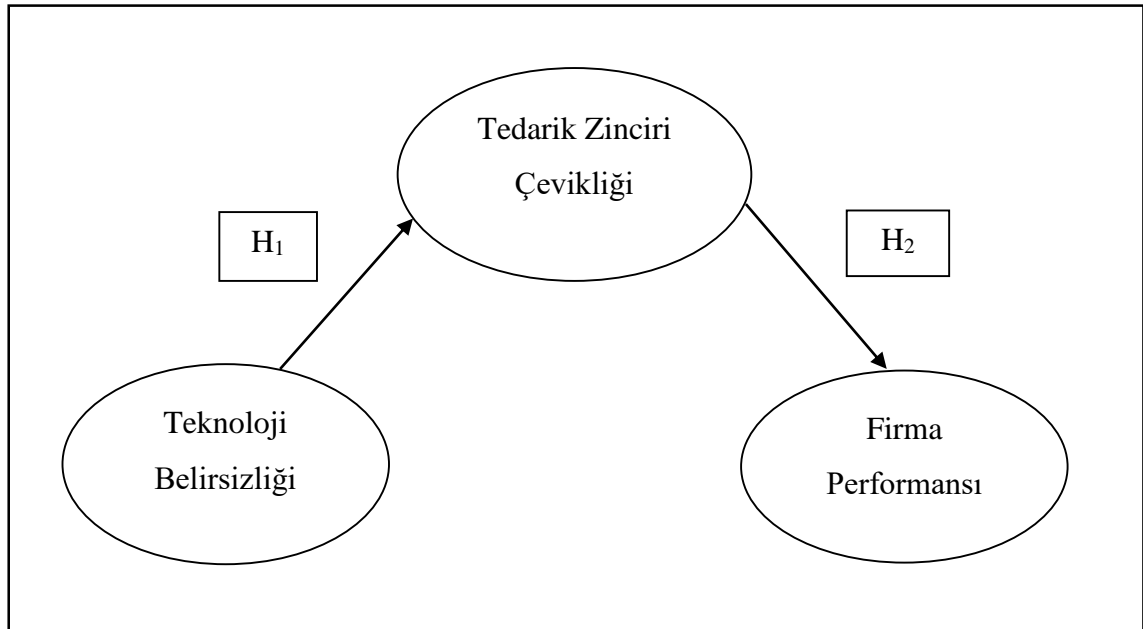 Tedarik Zinciri
Çevikliği
H₁
H₂
Teknoloji
Belirsizliği
Firma
Performansı